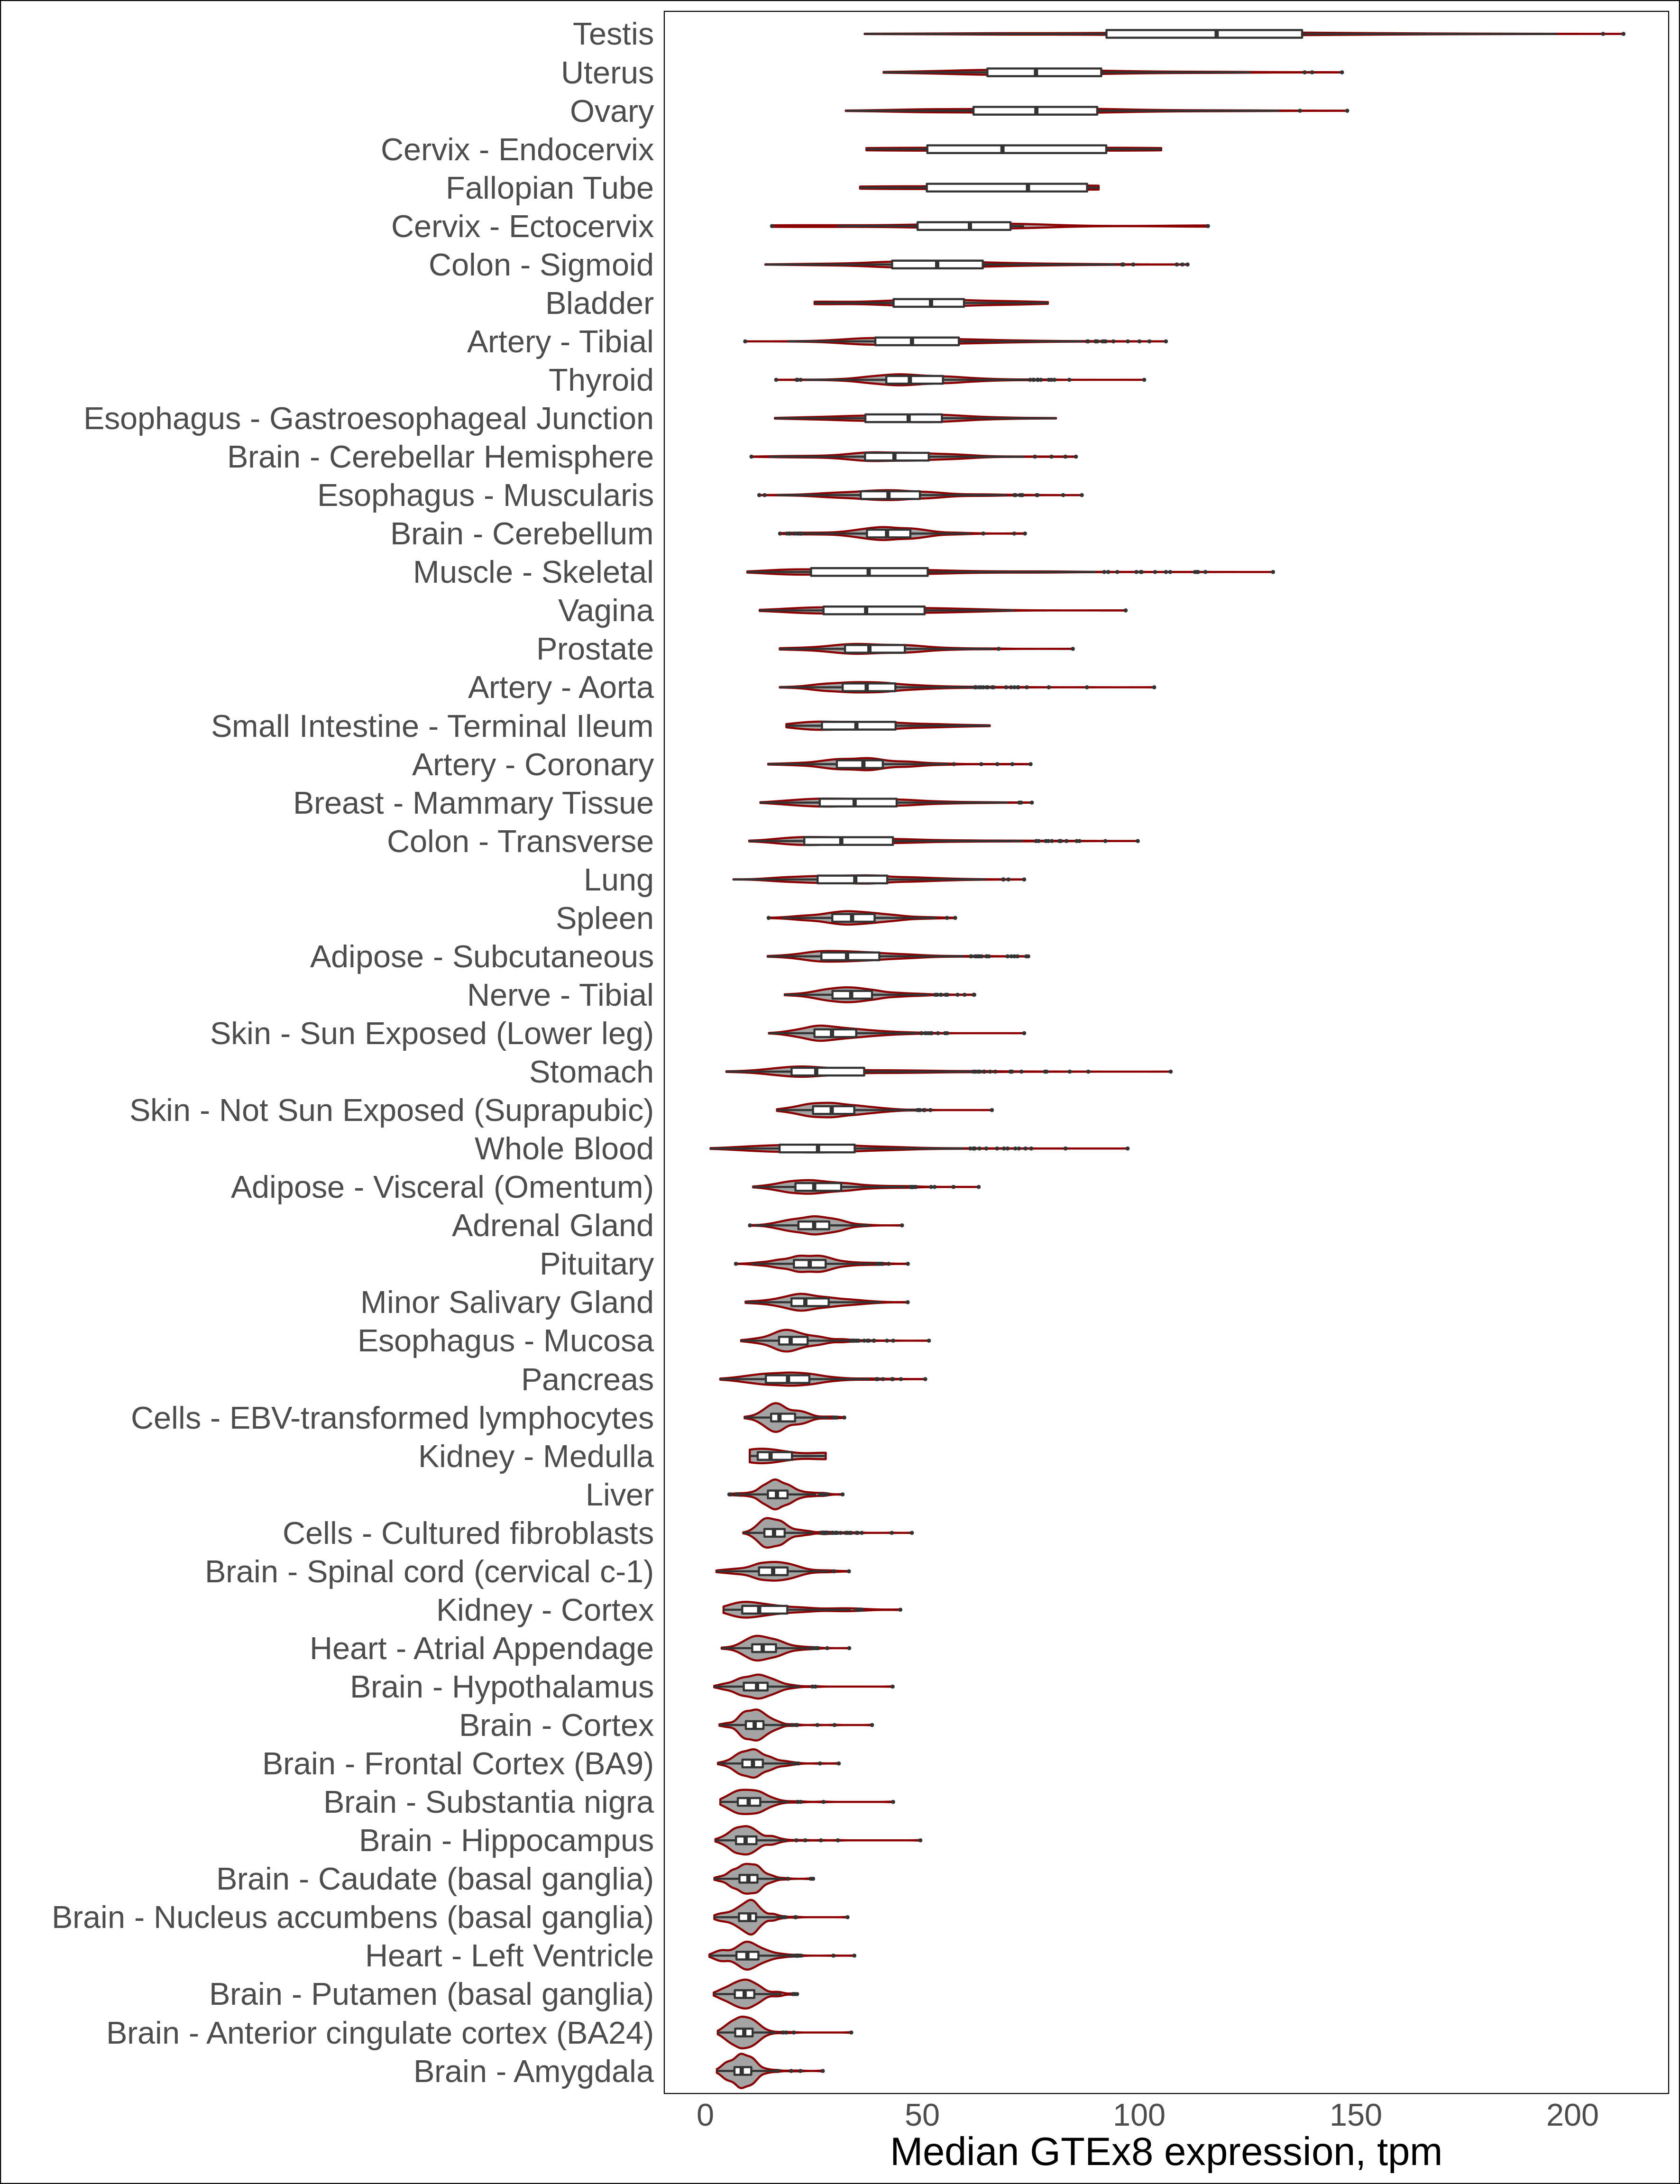 Testis
Uterus
Ovary
Cervix - Endocervix
Fallopian Tube
Cervix - Ectocervix
Colon - Sigmoid
Bladder
Artery - Tibial
Thyroid
Esophagus - Gastroesophageal Junction
Brain - Cerebellar Hemisphere
Esophagus - Muscularis
Brain - Cerebellum
Muscle - Skeletal
Vagina
Prostate
Artery - Aorta
Small Intestine - Terminal Ileum
Artery - Coronary
Breast - Mammary Tissue
Colon - Transverse
Lung
Spleen
Adipose - Subcutaneous
Nerve - Tibial
Skin - Sun Exposed (Lower leg)
Stomach
Skin - Not Sun Exposed (Suprapubic)
Whole Blood
Adipose - Visceral (Omentum)
Adrenal Gland
Pituitary
Minor Salivary Gland
Esophagus - Mucosa
Pancreas
Cells - EBV-transformed lymphocytes
Kidney - Medulla
Liver
Cells - Cultured fibroblasts
Brain - Spinal cord (cervical c-1)
Kidney - Cortex
Heart - Atrial Appendage
Brain - Hypothalamus
Brain - Cortex
Brain - Frontal Cortex (BA9)
Brain - Substantia nigra
Brain - Hippocampus
Brain - Caudate (basal ganglia)
Brain - Nucleus accumbens (basal ganglia)
Heart - Left Ventricle
Brain - Putamen (basal ganglia)
Brain - Anterior cingulate cortex (BA24)
Brain - Amygdala
0 50 100 150 200
Median GTEx8 expression, tpm